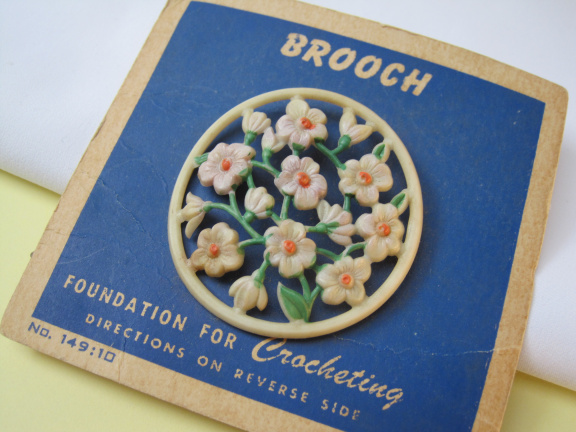 BROOCH
FOUNDATION FOR Crocheting
DIRECTIONS ON REVERSE SIDE
No. 149:10